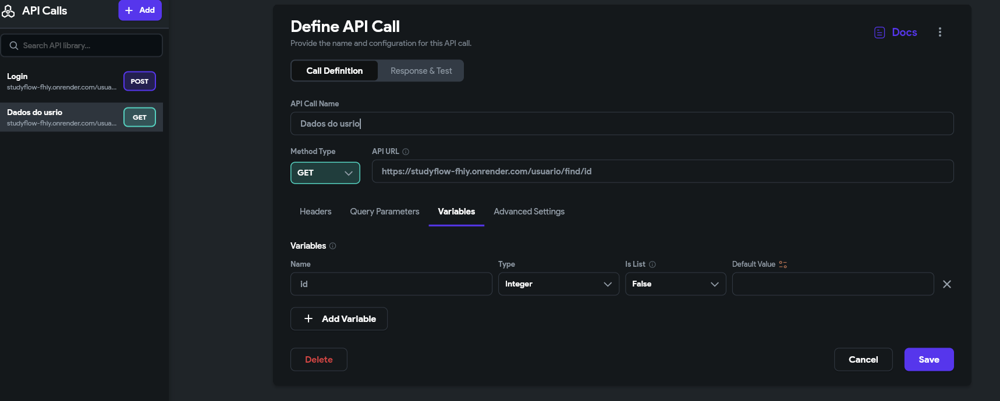 API Calls
+ Add
Search API library...
Login
studyflow-fhiy.onrender.com/usua...
POST
Dados do usrio
studyflow-fhiy.onrender.com/usua...
GET
Define API Call
Provide the name and configuration for this API call.
Docs
Call Definition
Response & Test
API Call Name
Dados do usrio
Method Type
API URL
GET
https://studyflow-fhiy.onrender.com/usuario/find/id
Headers
Query Parameters
Variables
Advanced Settings
Variables
Name
Type
Is List
Default Value
id
Integer
False
+ Add Variable
Delete
Cancel
Save